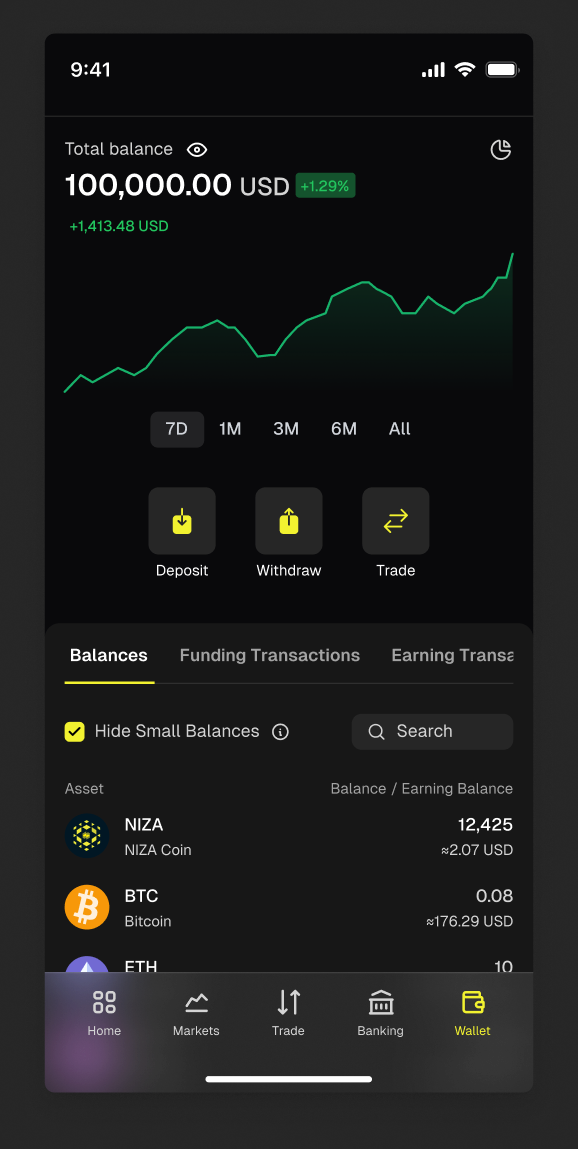 9:41
Total balance
100,000.00 USD +1.29%
+1,413.48 USD
7D 1M 3M 6M All
Deposit Withdraw Trade
Balances Funding Transactions Earning Transa
Hide Small Balances Search
Asset Balance / Earning Balance
NIZA 12,425
NIZA Coin ≈2.07 USD
BTC 0.08
Bitcoin ≈176.29 USD
ETH 10
Home Markets Trade Banking Wallet